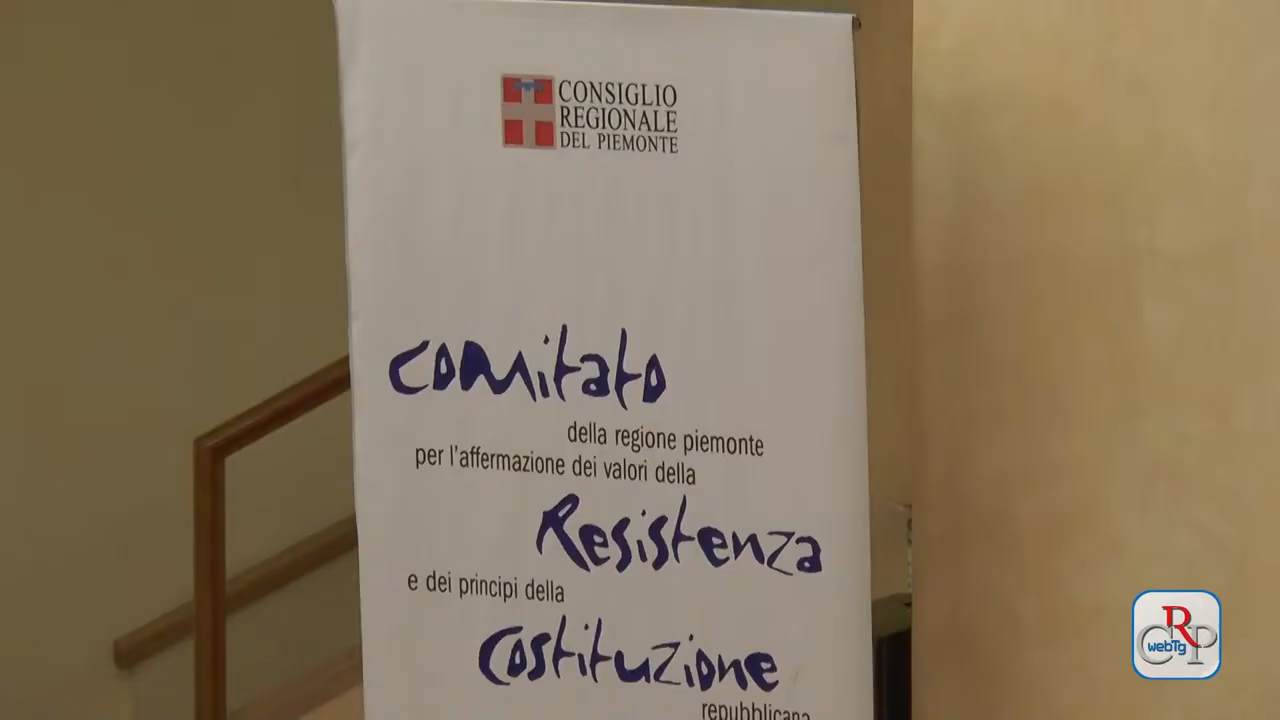 CONSIGLIO
REGIONALE
DEL PIEMONTE
comitato
della regione piemonte
per l'affermazione dei valori della
Resistenza
e dei principi della
Costituzione
repubblicana
CRP
webTg